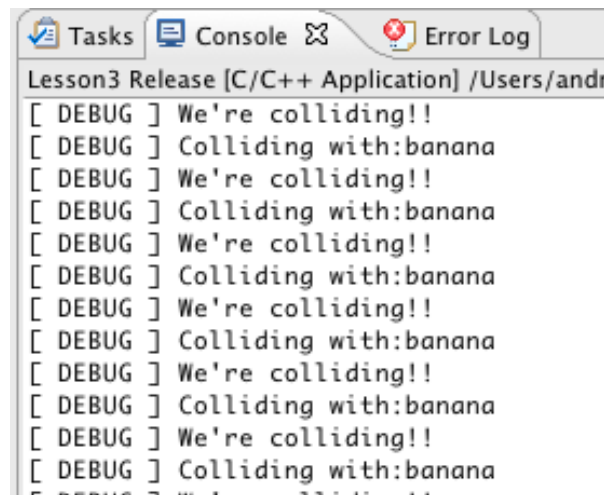 Tasks Console Error Log
Lesson3 Release [C/C++ Application] /Users/andr
[ DEBUG ] We're colliding!!
[ DEBUG ] Colliding with:banana
[ DEBUG ] We're colliding!!
[ DEBUG ] Colliding with:banana
[ DEBUG ] We're colliding!!
[ DEBUG ] Colliding with:banana
[ DEBUG ] We're colliding!!
[ DEBUG ] Colliding with:banana
[ DEBUG ] We're colliding!!
[ DEBUG ] Colliding with:banana
[ DEBUG ] We're colliding!!
[ DEBUG ] Colliding with:banana